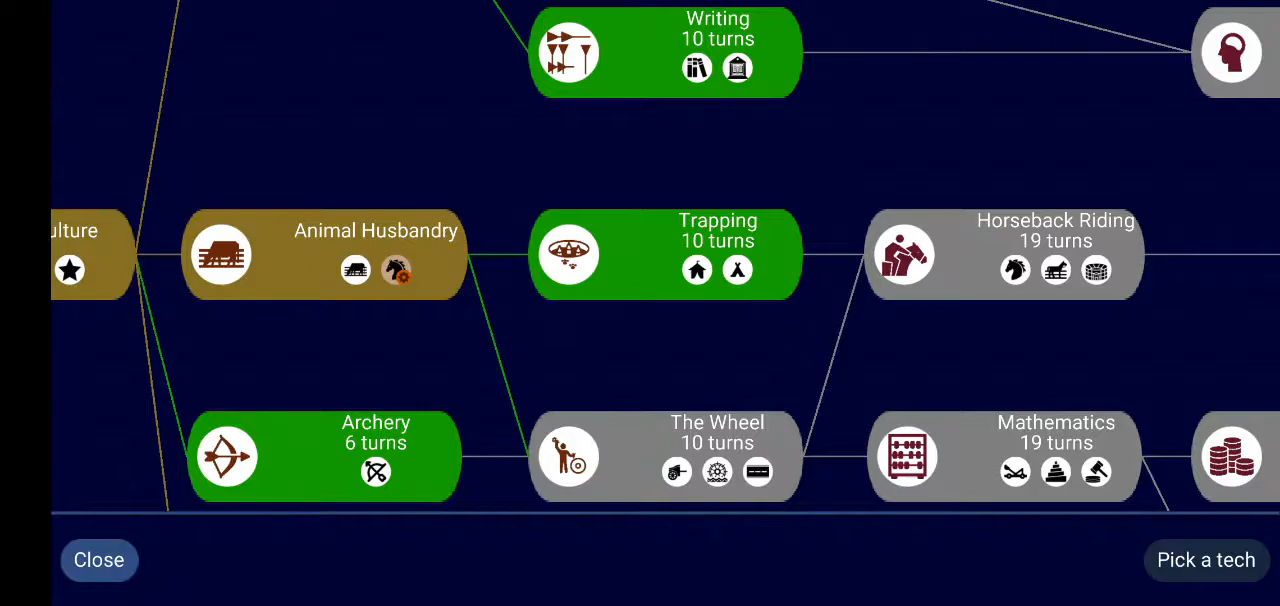 Writing
10 turns
ulture
Animal Husbandry
Trapping
10 turns
Horseback Riding
19 turns
Archery
6 turns
The Wheel
10 turns
Mathematics
19 turns
Close
Pick a tech